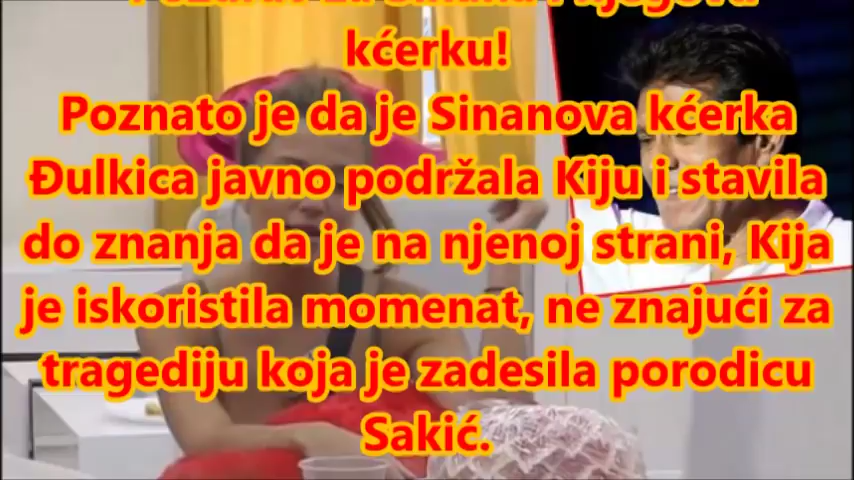 kćerku!
Poznato je da je Sinanova kćerka
Đulkica javno podržala Kiju i stavila
do znanja da je na njenoj strani, Kija
je iskoristila momenat, ne znajući za
tragediju koja je zadesila porodicu
Sakić.